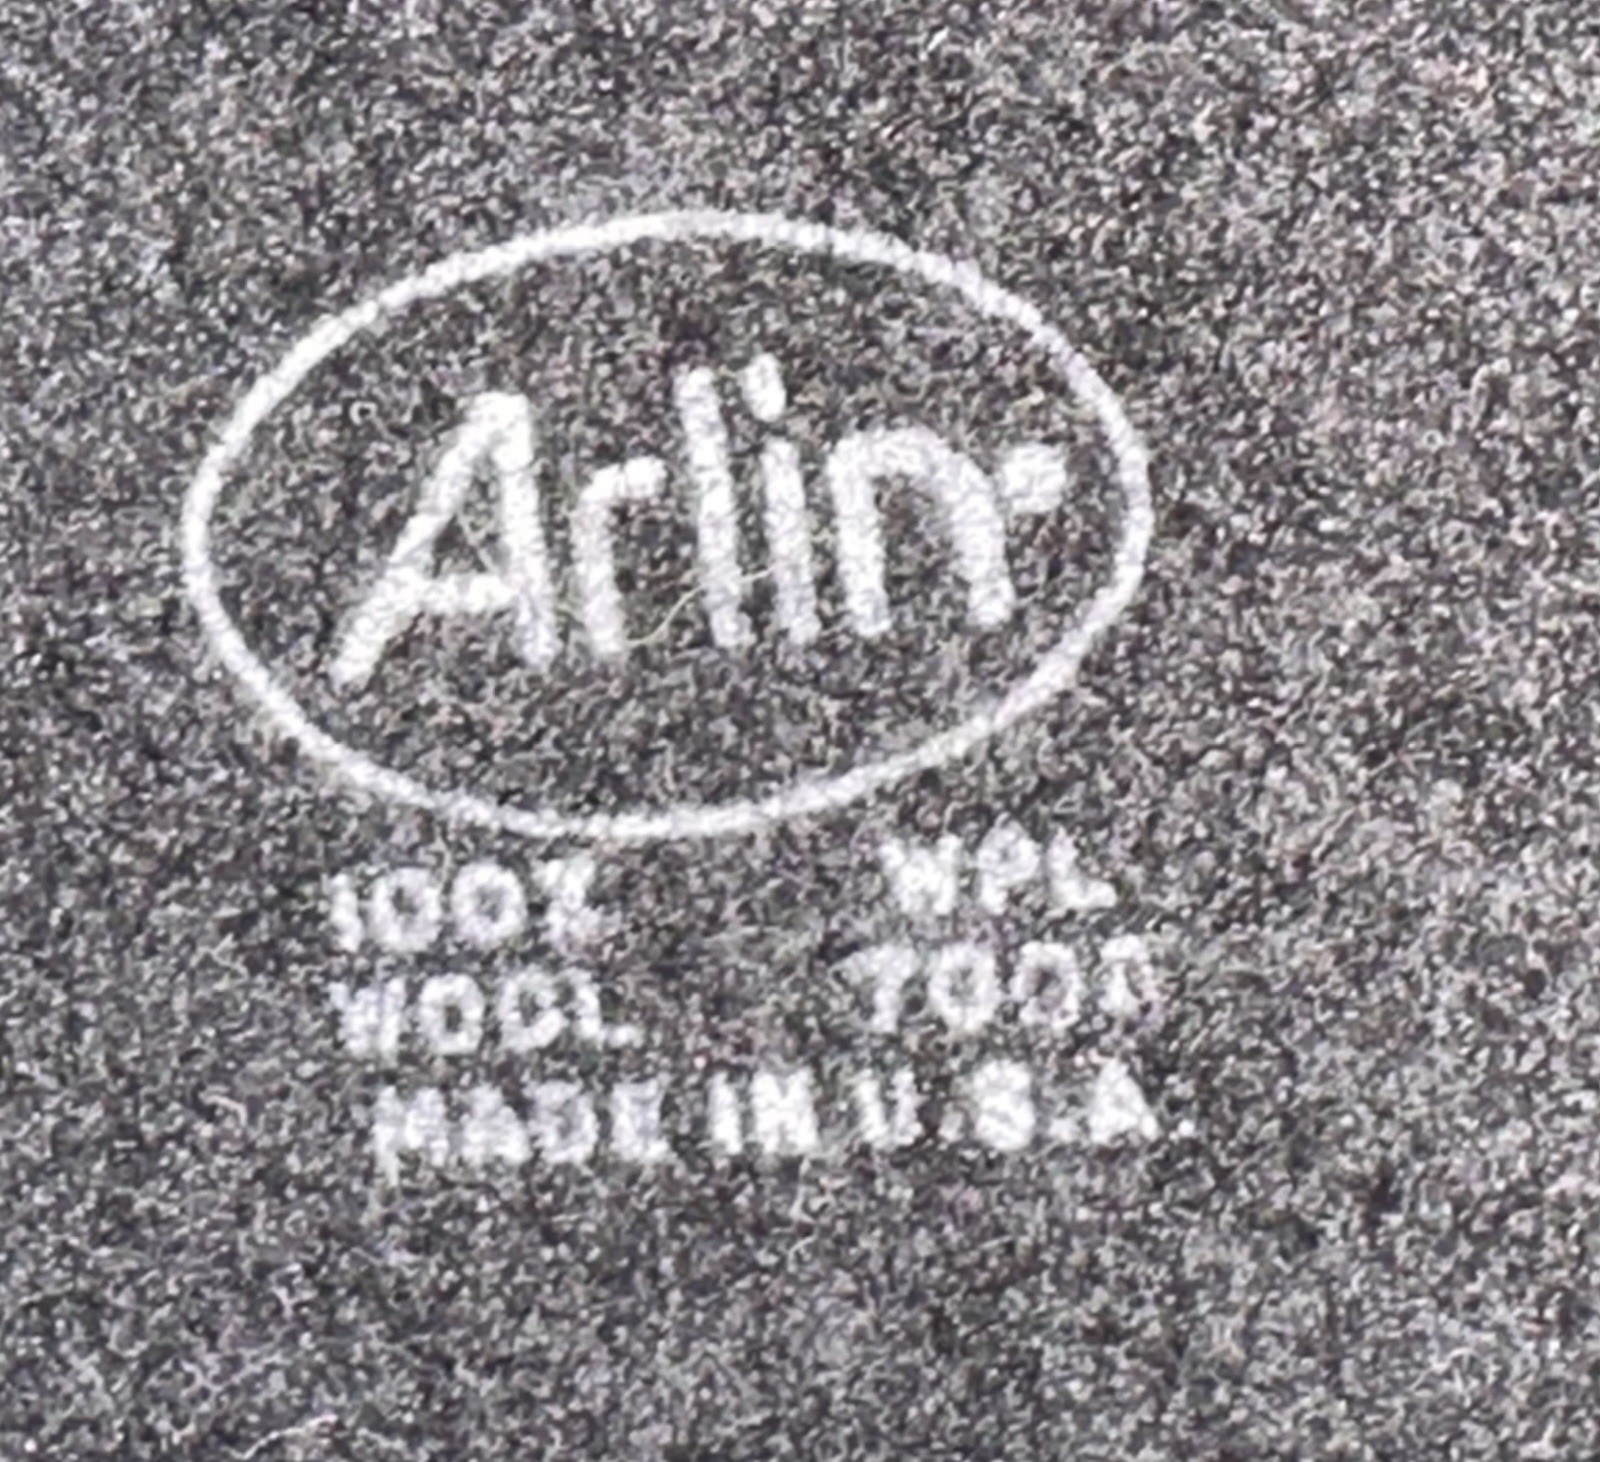 Arlin
100% WPL
WOOL
MADE IN U.S.A.